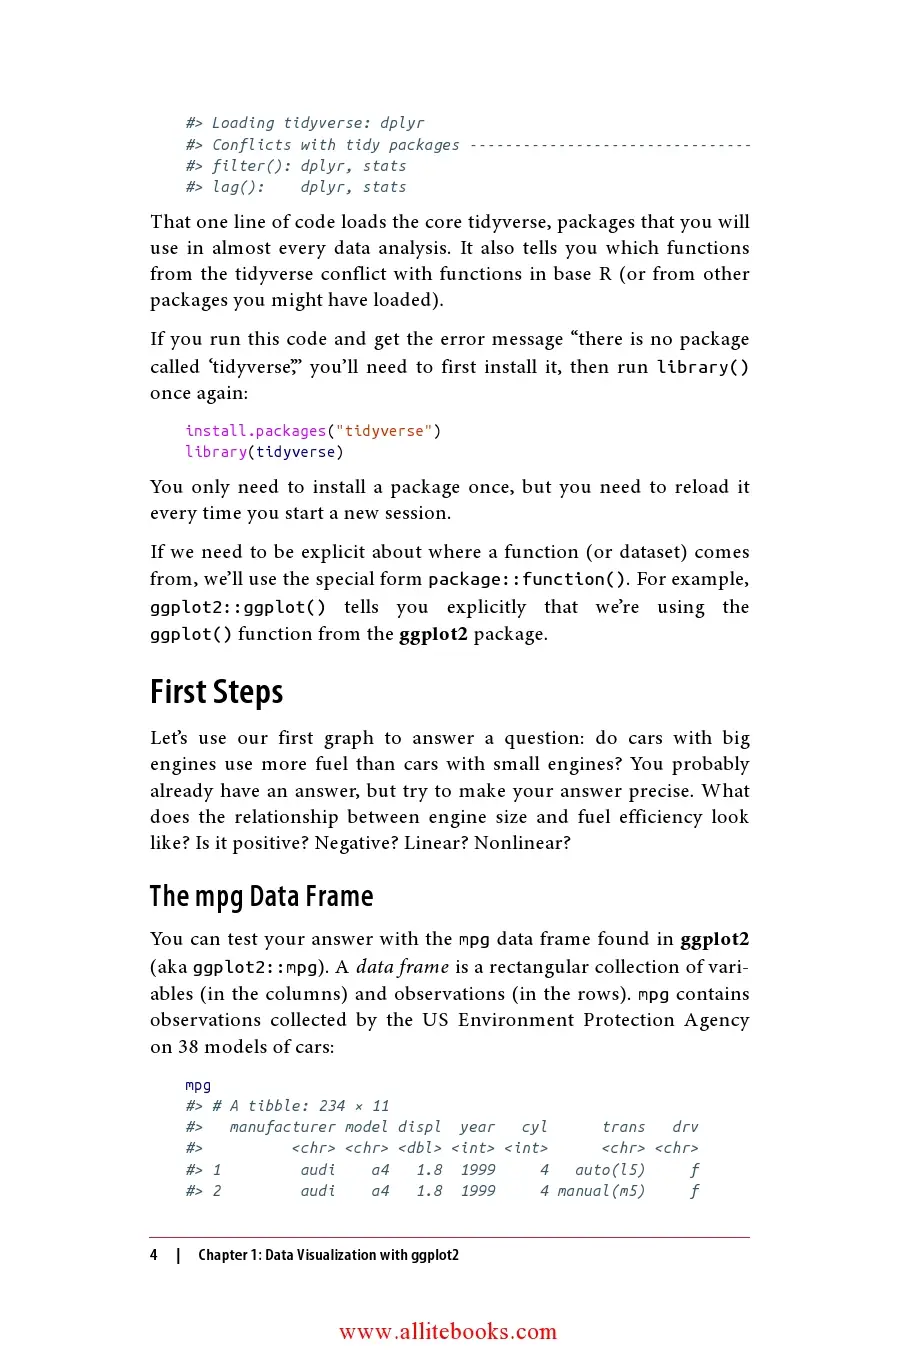 #> Loading tidyverse: dplyr
#> Conflicts with tidy packages --------------------------------
#> filter(): dplyr, stats
#> lag():    dplyr, stats
That one line of code loads the core tidyverse, packages that you will
use in almost every data analysis. It also tells you which functions
from the tidyverse conflict with functions in base R (or from other
packages you might have loaded).
If you run this code and get the error message “there is no package
called ‘tidyverse’,” you’ll need to first install it, then run library()
once again:
install.packages("tidyverse")
library(tidyverse)
You only need to install a package once, but you need to reload it
every time you start a new session.
If we need to be explicit about where a function (or dataset) comes
from, we’ll use the special form package::function(). For example,
ggplot2::ggplot() tells you explicitly that we’re using the
ggplot() function from the ggplot2 package.
First Steps
Let’s use our first graph to answer a question: do cars with big
engines use more fuel than cars with small engines? You probably
already have an answer, but try to make your answer precise. What
does the relationship between engine size and fuel efficiency look
like? Is it positive? Negative? Linear? Nonlinear?
The mpg Data Frame
You can test your answer with the mpg data frame found in ggplot2
(aka ggplot2::mpg). A data frame is a rectangular collection of vari-
ables (in the columns) and observations (in the rows). mpg contains
observations collected by the US Environment Protection Agency
on 38 models of cars:
mpg
#> # A tibble: 234 × 11
#>   manufacturer model displ  year   cyl      trans   drv
#>          <chr> <chr> <dbl> <int> <int>      <chr> <chr>
#> 1         audi    a4   1.8  1999     4   auto(l5)     f
#> 2         audi    a4   1.8  1999     4 manual(m5)     f
4 | Chapter 1: Data Visualization with ggplot2
www.allitebooks.com